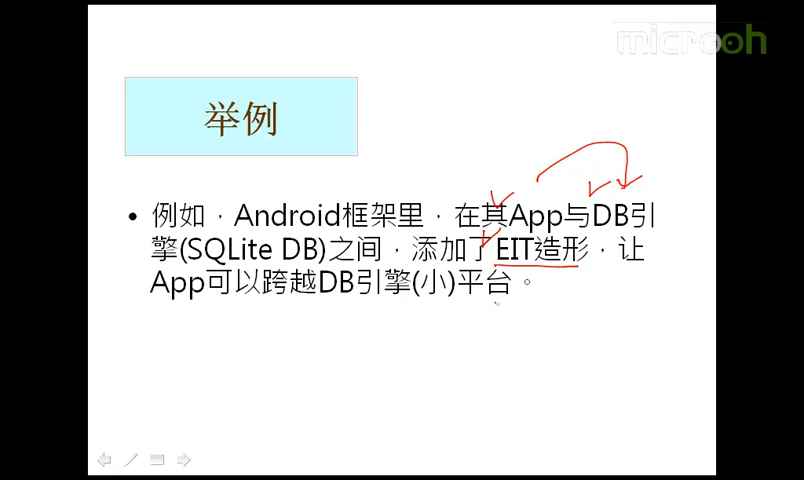 microoh
举例
• 例如，Android框架里，在其App与DB引
擎(SQLite DB)之间，添加了EIT造形，让
App可以跨越DB引擎(小)平台。